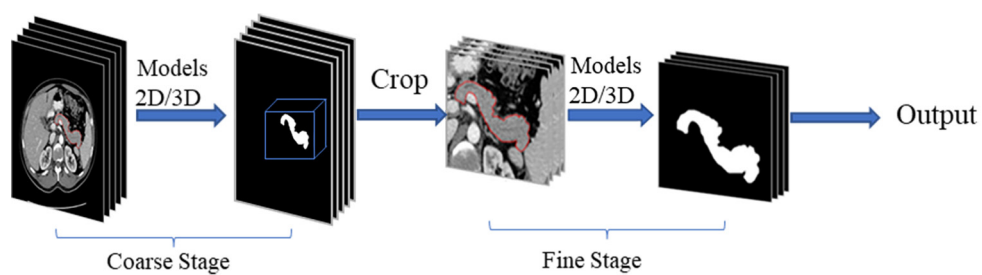 Models
2D/3D
Crop
Models
2D/3D
Output
Coarse Stage
Fine Stage